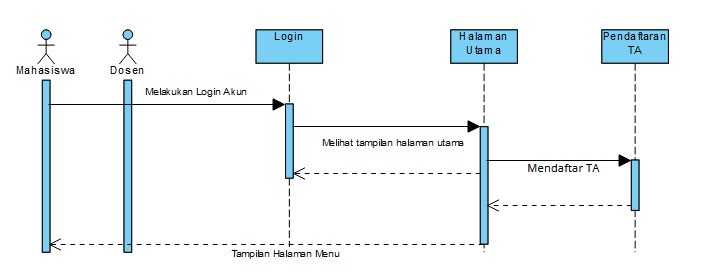 Login
Halaman
Utama
Pendaftaran
TA
Mahasiswa
Dosen
Melakukan Login Akun
Melihat tampilan halaman utama
Mendaftar TA
Tampilan Halaman Menu